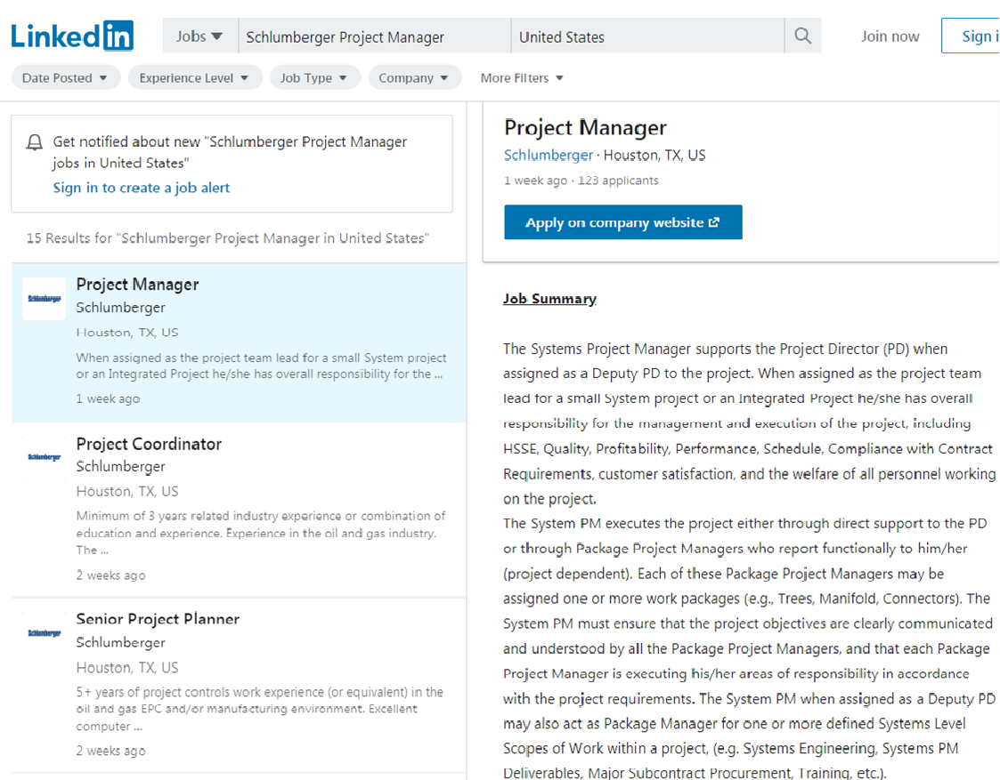 Linked in
Jobs
Schlumberger Project Manager
United States
Join now
Sign i
Date Posted
Experience Level
Job Type
Company
More Filters
Get notified about new "Schlumberger Project Manager
jobs in United States"
Sign in to create a job alert
15 Results for "Schlumberger Project Manager in United States"
Schlumberger
Project Manager
Schlumberger
Houston, TX, US
When assigned as the project team lead for a small System project
or an Integrated Project he/she has overall responsibility for the ...
1 week ago
Schlumberger
Project Coordinator
Schlumberger
Houston, TX, US
Minimum of 3 years related industry experience or combination of
education and experience. Experience in the oil and gas industry.
The ...
2 weeks ago
Schlumberger
Senior Project Planner
Schlumberger
Houston, TX, US
5+ years of project controls work experience (or equivalent) in the
oil and gas EPC and/or manufacturing environment. Excellent
computer ...
2 weeks ago
Project Manager
Schlumberger · Houston, TX, US
1 week ago · 123 applicants
Apply on company website
Job Summary
The Systems Project Manager supports the Project Director (PD) when
assigned as a Deputy PD to the project. When assigned as the project team
lead for a small System project or an Integrated Project he/she has overall
responsibility for the management and execution of the project, including
HSSE, Quality, Profitability, Performance, Schedule, Compliance with Contract
Requirements, customer satisfaction, and the welfare of all personnel working
on the project.
The System PM executes the project either through direct support to the PD
or through Package Project Managers who report functionally to him/her
(project dependent). Each of these Package Project Managers may be
assigned one or more work packages (e.g., Trees, Manifold, Connectors). The
System PM must ensure that the project objectives are clearly communicated
and understood by all the Package Project Managers, and that each Package
Project Manager is executing his/her areas of responsibility in accordance
with the project requirements. The System PM when assigned as a Deputy PD
may also act as Package Manager for one or more defined Systems Level
Scopes of Work within a project, (e.g. Systems Engineering, Systems PM
Deliverables, Major Subcontract Procurement, Training, etc.).